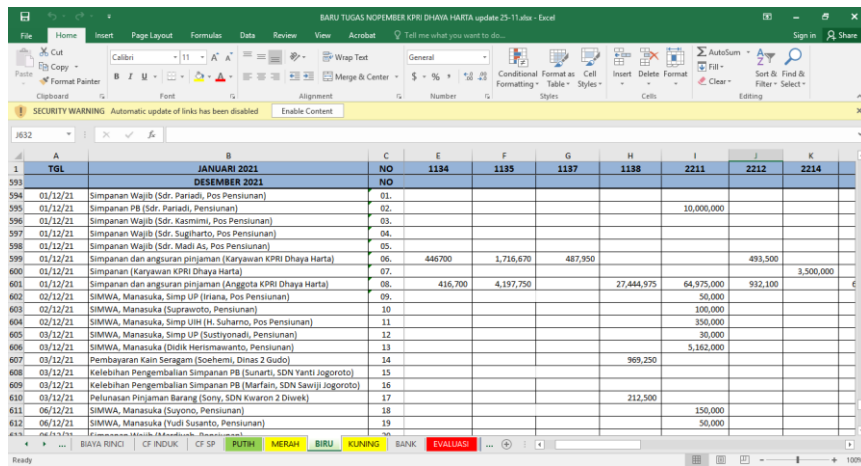 BARU TUGAS NOPEMBER KPRI DHAYA HARTA update 25-11.xlsx - Excel
File Home Insert Page Layout Formulas Data Review View Acrobat Tell me what you want to do... Sign in Share
Cut
Copy
Format Painter
Paste
Calibri 11
Wrap Text
Merge & Center
General
Conditional Formatting Format as Table Cell Styles
Insert Delete Format
AutoSum
Fill
Clear
Sort & Filter Find & Select
Clipboard Font Alignment Number Styles Cells Editing
SECURITY WARNING Automatic update of links has been disabled Enable Content
J632 fx
A B C E F G H I J K
1 TGL JANUARI 2021 NO 1134 1135 1137 1138 2211 2212 2214
593 DESEMBER 2021 NO
594 01/12/21 Simpanan Wajib (Sdr. Pariadi, Pos Pensiunan) 01.
595 01/12/21 Simpanan PB (Sdr. Pariadi, Pensiunan) 02. 10,000,000
596 01/12/21 Simpanan Wajib (Sdr. Kasmimi, Pos Pensiunan) 03.
597 01/12/21 Simpanan Wajib (Sdr. Sugiharto, Pos Pensiunan) 04.
598 01/12/21 Simpanan Wajib (Sdr. Madi As, Pos Pensiunan) 05.
599 01/12/21 Simpanan dan angsuran pinjaman (Karyawan KPRI Dhaya Harta) 06. 446700 1,716,670 487,950 493,500
600 01/12/21 Simpanan (Karyawan KPRI Dhaya Harta) 07. 3,500,000
601 01/12/21 Simpanan dan angsuran pinjaman (Anggota KPRI Dhaya Harta) 08. 416,700 4,197,750 27,444,975 64,975,000 932,100
602 02/12/21 SIMWA, Manasuka, Simp UP (Iriana, Pos Pensiunan) 09. 50,000
603 02/12/21 SIMWA, Manasuka (Suprawoto, Pensiunan) 10 100,000
604 02/12/21 SIMWA, Manasuka, Simp UIH (H. Suharno, Pos Pensiunan) 11 350,000
605 03/12/21 SIMWA, Manasuka, Simp UP (Sustiyonadi, Pensiunan) 12 30,000
606 02/12/21 SIMWA, Manasuka (Didik Herismawanto, Pensiunan) 13 5,162,000
607 03/12/21 Pembayaran Kain Seragam (Soehemi, Dinas 2 Gudo) 14 969,250
608 03/12/21 Kelebihan Pengembalian Simpanan PB (Sunarti, SDN Yanti Jogoroto) 15
609 03/12/21 Kelebihan Pengembalian Simpanan PB (Marfain, SDN Sawiji Jogoroto) 16
610 03/12/21 Pelunasan Pinjaman Barang (Sony, SDN Kwaron 2 Diwek) 17 212,500
611 06/12/21 SIMWA, Manasuka (Suyono, Pensiunan) 18 150,000
612 06/12/21 SIMWA, Manasuka (Yudi Susanto, Pensiunan) 19 50,000
... BIAYA RINCI CF INDUK CF SP PUTIH MERAH BIRU KUNING BANK EVALUASI ...
Ready 100%